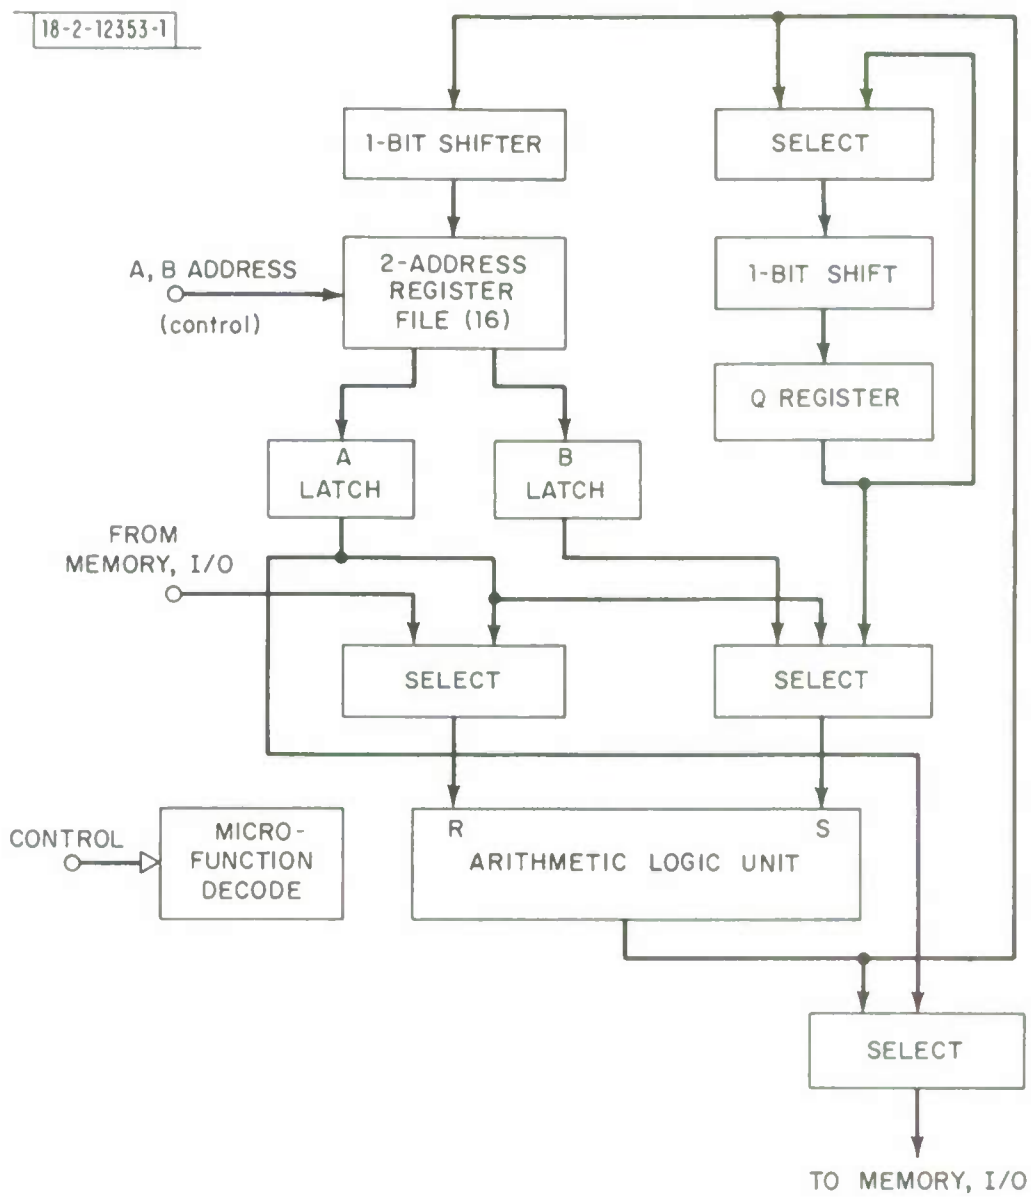 18-2-12353-1
1-BIT SHIFTER
SELECT
A, B ADDRESS
(control)
2-ADDRESS
REGISTER
FILE (16)
1-BIT SHIFT
Q REGISTER
A
LATCH
B
LATCH
FROM
MEMORY, I/O
SELECT
SELECT
CONTROL
MICRO-
FUNCTION
DECODE
R
S
ARITHMETIC LOGIC UNIT
SELECT
TO MEMORY, I/O